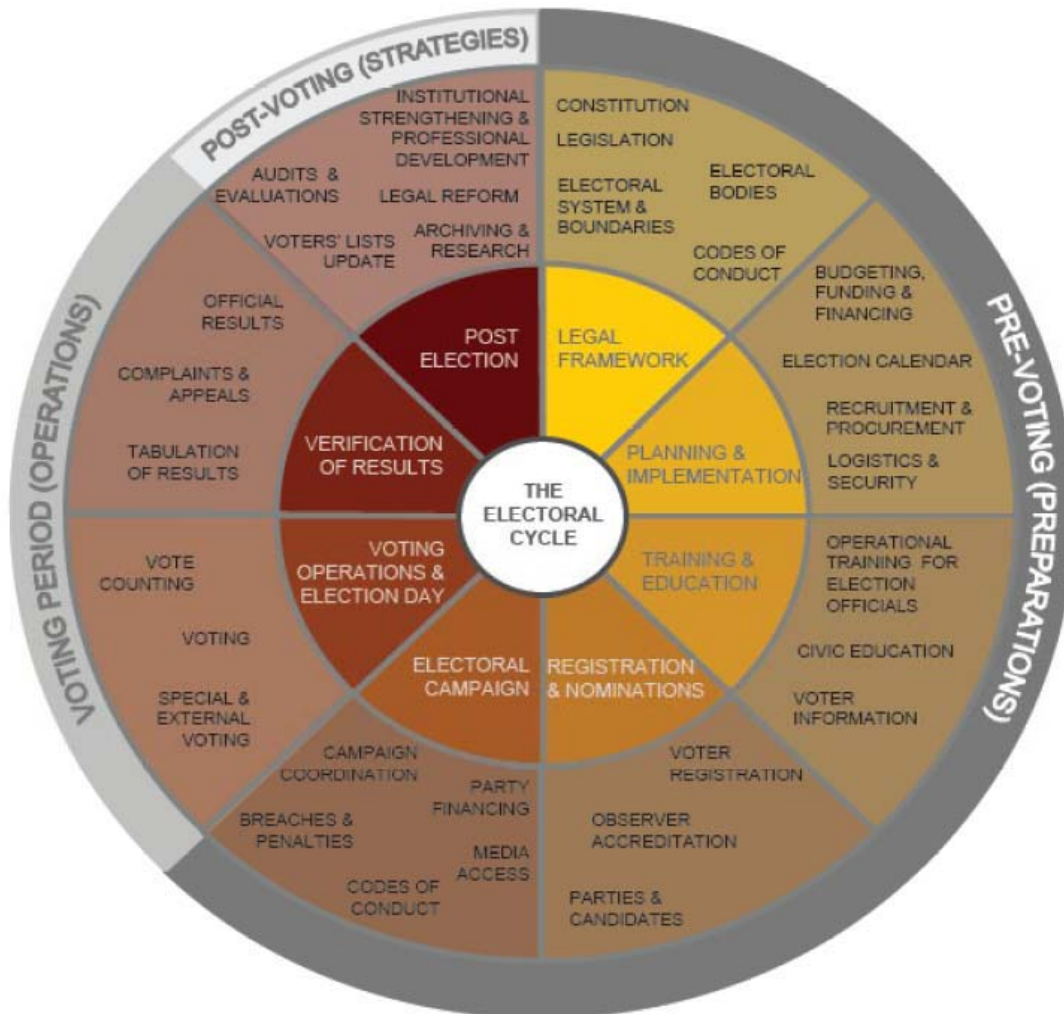 POST-VOTING (STRATEGIES)
PRE-VOTING (PREPARATIONS)
VOTING PERIOD (OPERATIONS)
THE
ELECTORAL
CYCLE
LEGAL
FRAMEWORK
CONSTITUTION
LEGISLATION
ELECTORAL
SYSTEM &
BOUNDARIES
ELECTORAL
BODIES
CODES OF
CONDUCT
PLANNING &
IMPLEMENTATION
BUDGETING,
FUNDING &
FINANCING
ELECTION CALENDAR
RECRUITMENT &
PROCUREMENT
LOGISTICS &
SECURITY
TRAINING &
EDUCATION
OPERATIONAL
TRAINING FOR
ELECTION
OFFICIALS
CIVIC EDUCATION
VOTER
INFORMATION
REGISTRATION
& NOMINATIONS
VOTER
REGISTRATION
OBSERVER
ACCREDITATION
PARTIES &
CANDIDATES
ELECTORAL
CAMPAIGN
CAMPAIGN
COORDINATION
PARTY
FINANCING
BREACHES &
PENALTIES
MEDIA
ACCESS
CODES OF
CONDUCT
VOTING
OPERATIONS &
ELECTION DAY
VOTE
COUNTING
VOTING
SPECIAL &
EXTERNAL
VOTING
VERIFICATION
OF RESULTS
OFFICIAL
RESULTS
COMPLAINTS &
APPEALS
TABULATION
OF RESULTS
POST
ELECTION
INSTITUTIONAL
STRENGTHENING &
PROFESSIONAL
DEVELOPMENT
AUDITS &
EVALUATIONS
LEGAL REFORM
VOTERS' LISTS
UPDATE
ARCHIVING &
RESEARCH